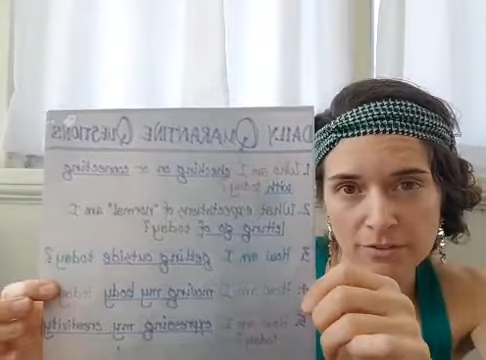 DAILY QUARANTINE QUESTIONS
1. Who am I checking on or connecting
with today?
2. What expectations of "normal" am I
letting go of today?
3. How am I getting outside today?
4. How am I moving my body today
5. How am I expressing my creativity
today?